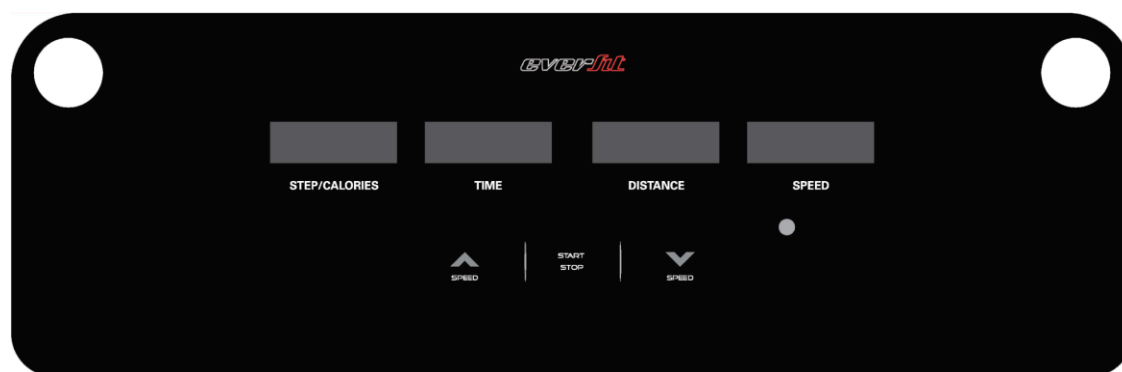 everfit
STEP/CALORIES TIME DISTANCE SPEED
START
STOP
SPEED SPEED